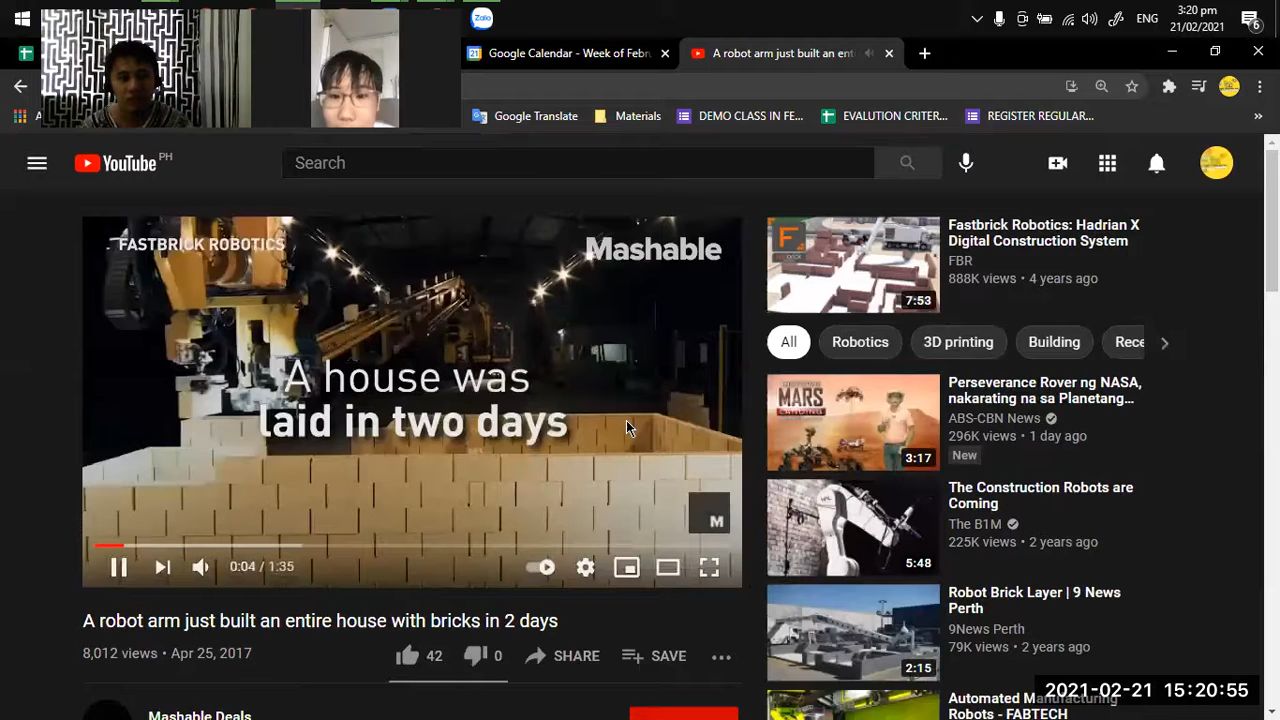 Zalo
ENG
3:20 pm
21/02/2021
6
31
Google Calendar - Week of Febru
A robot arm just built an ent
Google Translate
Materials
DEMO CLASS IN FE...
EVALUTION CRITER...
REGISTER REGULAR...
»
YouTube PH
Search
FASTBRICK ROBOTICS
Mashable
A house was
laid in two days
M
0:04 / 1:35
A robot arm just built an entire house with bricks in 2 days
8,012 views • Apr 25, 2017
42
0
SHARE
SAVE
Mashable Deals
F
7:53
Fastbrick Robotics: Hadrian X
Digital Construction System
FBR
888K views • 4 years ago
All
Robotics
3D printing
Building
Rece
MARS
LANDING
3:17
Perseverance Rover ng NASA,
nakarating na sa Planetang...
ABS-CBN News
296K views • 1 day ago
New
5:48
The Construction Robots are
Coming
The B1M
225K views • 2 years ago
2:15
Robot Brick Layer | 9 News
Perth
9News Perth
79K views • 2 years ago
Automated Manufacturing
Robots - FABTECH
2021-02-21 15:20:55